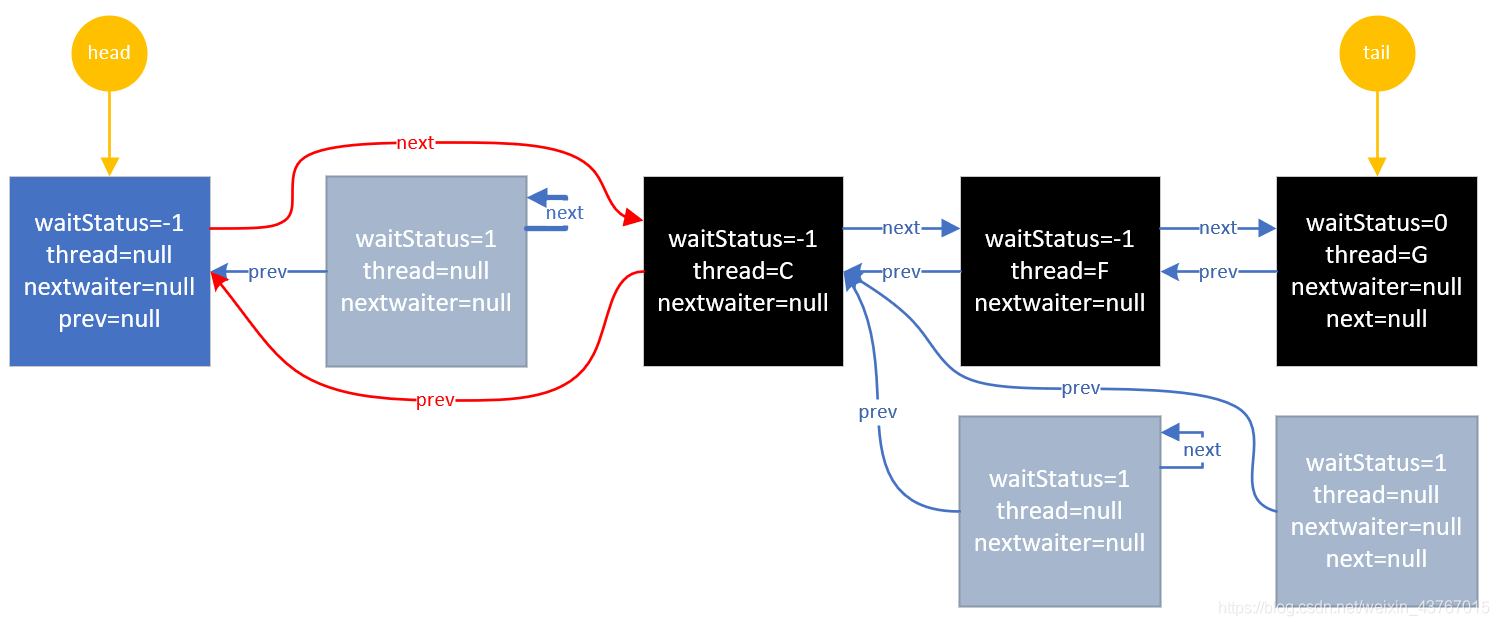 head
tail
next
waitStatus=-1
thread=null
nextwaiter=null
prev=null
prev
waitStatus=1
thread=null
nextwaiter=null
next
waitStatus=-1
thread=C
nextwaiter=null
next
prev
waitStatus=-1
thread=F
nextwaiter=null
next
prev
waitStatus=0
thread=G
nextwaiter=null
next=null
prev
prev
prev
waitStatus=1
thread=null
nextwaiter=null
next
waitStatus=1
thread=null
nextwaiter=null
next=null
https://blog.csdn.net/weixin_43767015